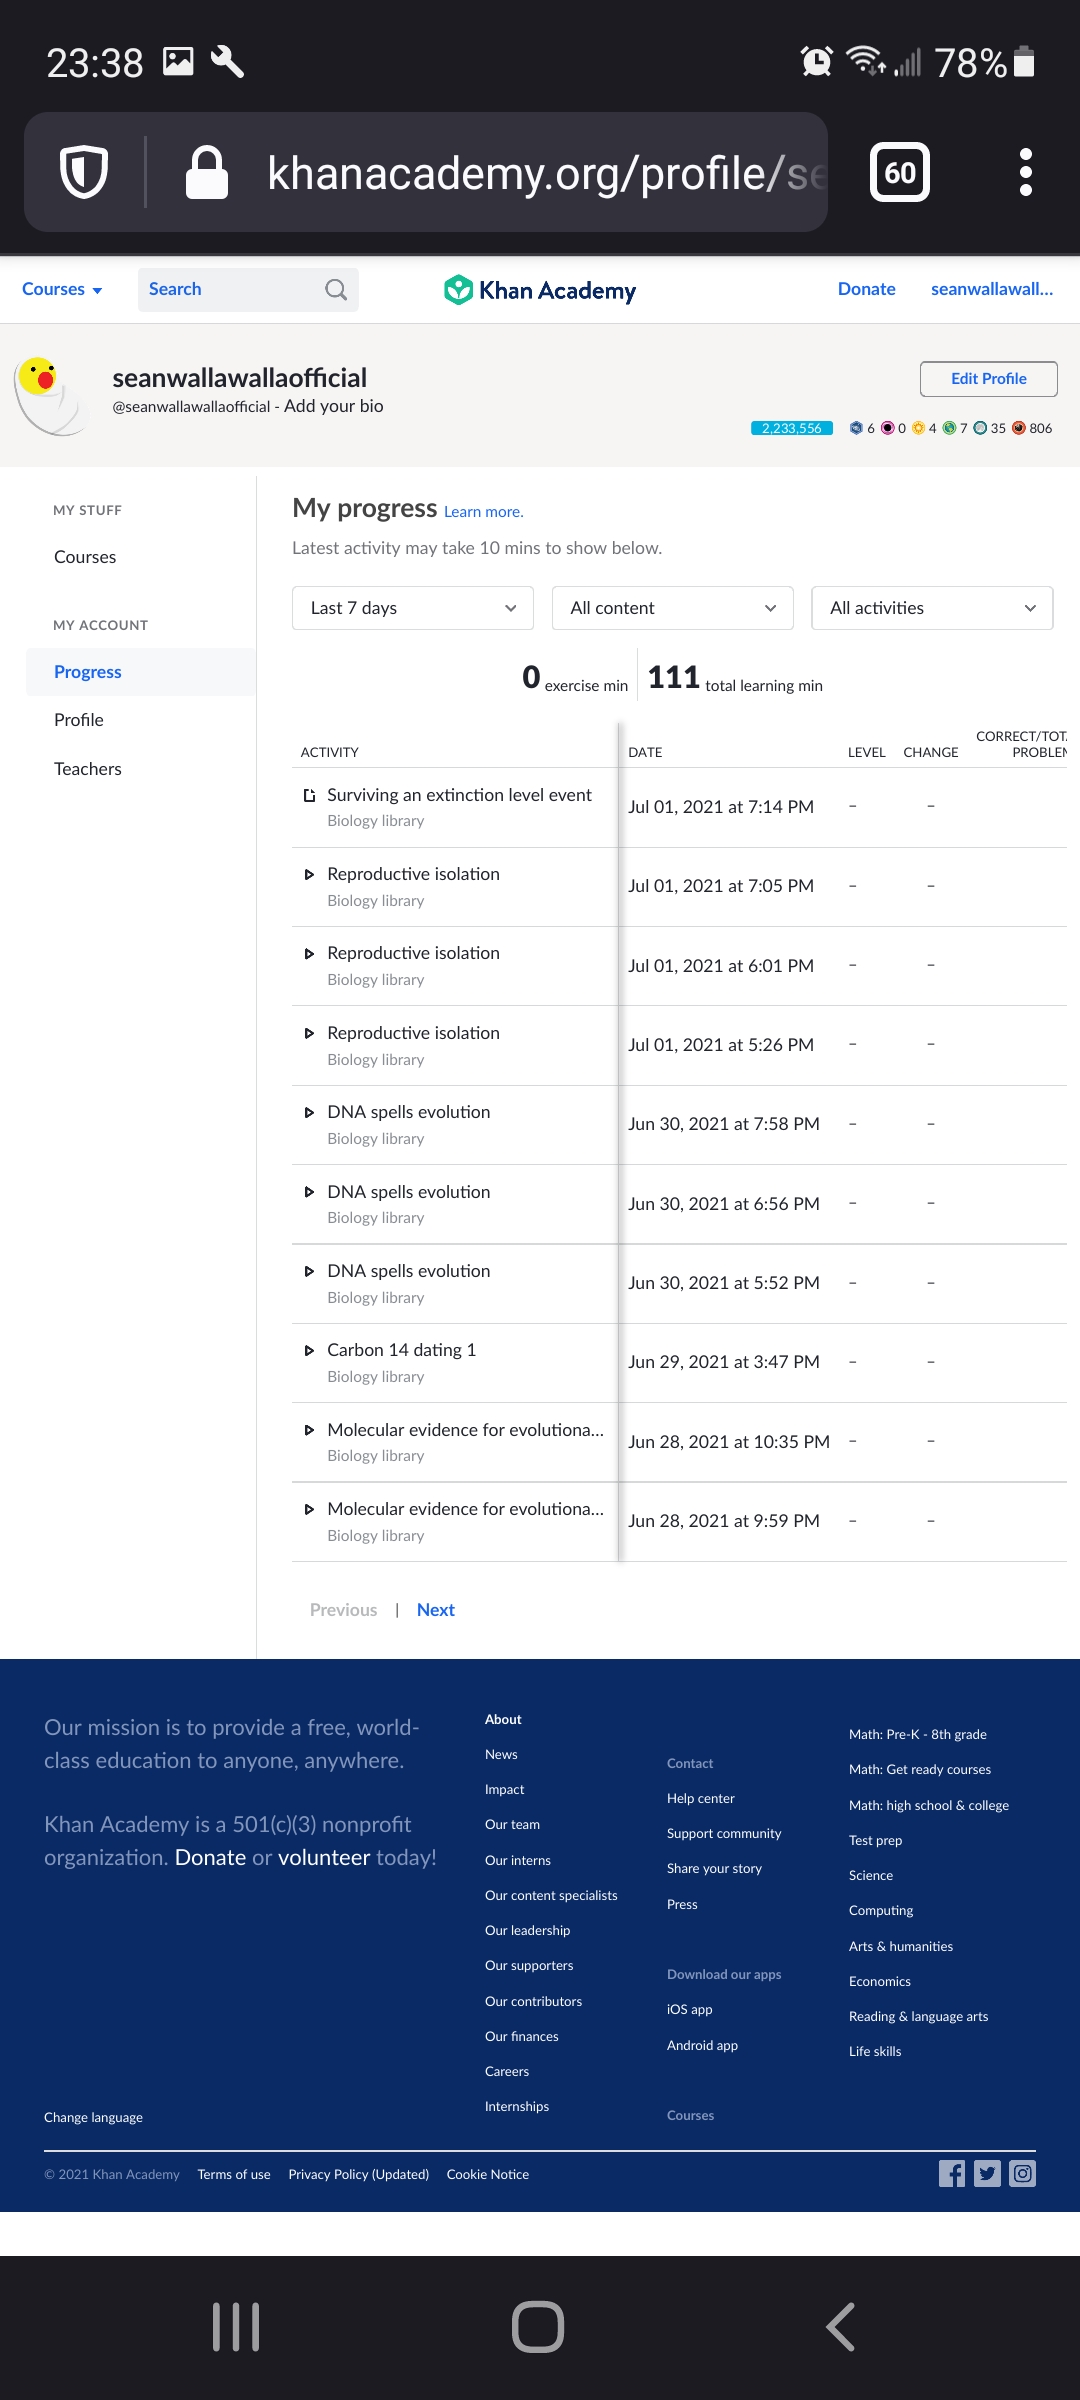 23:38
78%
khanacademy.org/profile/se
60
Courses
Search
Khan Academy
Donate
seanwallawall...
seanwallawallaofficial
@seanwallawallaofficial - Add your bio
Edit Profile
2,233,556
6 0 4 7 35 806
MY STUFF
Courses
MY ACCOUNT
Progress
Profile
Teachers
My progress Learn more.
Latest activity may take 10 mins to show below.
Last 7 days
All content
All activities
0 exercise min
111 total learning min
ACTIVITY DATE LEVEL CHANGE CORRECT/TOTA
PROBLEM
Surviving an extinction level event
Biology library
Jul 01, 2021 at 7:14 PM – –
Reproductive isolation
Biology library
Jul 01, 2021 at 7:05 PM – –
Reproductive isolation
Biology library
Jul 01, 2021 at 6:01 PM – –
Reproductive isolation
Biology library
Jul 01, 2021 at 5:26 PM – –
DNA spells evolution
Biology library
Jun 30, 2021 at 7:58 PM – –
DNA spells evolution
Biology library
Jun 30, 2021 at 6:56 PM – –
DNA spells evolution
Biology library
Jun 30, 2021 at 5:52 PM – –
Carbon 14 dating 1
Biology library
Jun 29, 2021 at 3:47 PM – –
Molecular evidence for evolutiona...
Biology library
Jun 28, 2021 at 10:35 PM – –
Molecular evidence for evolutiona...
Biology library
Jun 28, 2021 at 9:59 PM – –
Previous | Next
Our mission is to provide a free, world-
class education to anyone, anywhere.
Khan Academy is a 501(c)(3) nonprofit
organization. Donate or volunteer today!
About
News
Impact
Our team
Our interns
Our content specialists
Our leadership
Our supporters
Our contributors
Our finances
Careers
Internships
Contact
Help center
Support community
Share your story
Press
Download our apps
iOS app
Android app
Courses
Math: Pre-K - 8th grade
Math: Get ready courses
Math: high school & college
Test prep
Science
Computing
Arts & humanities
Economics
Reading & language arts
Life skills
Change language
© 2021 Khan Academy Terms of use Privacy Policy (Updated) Cookie Notice